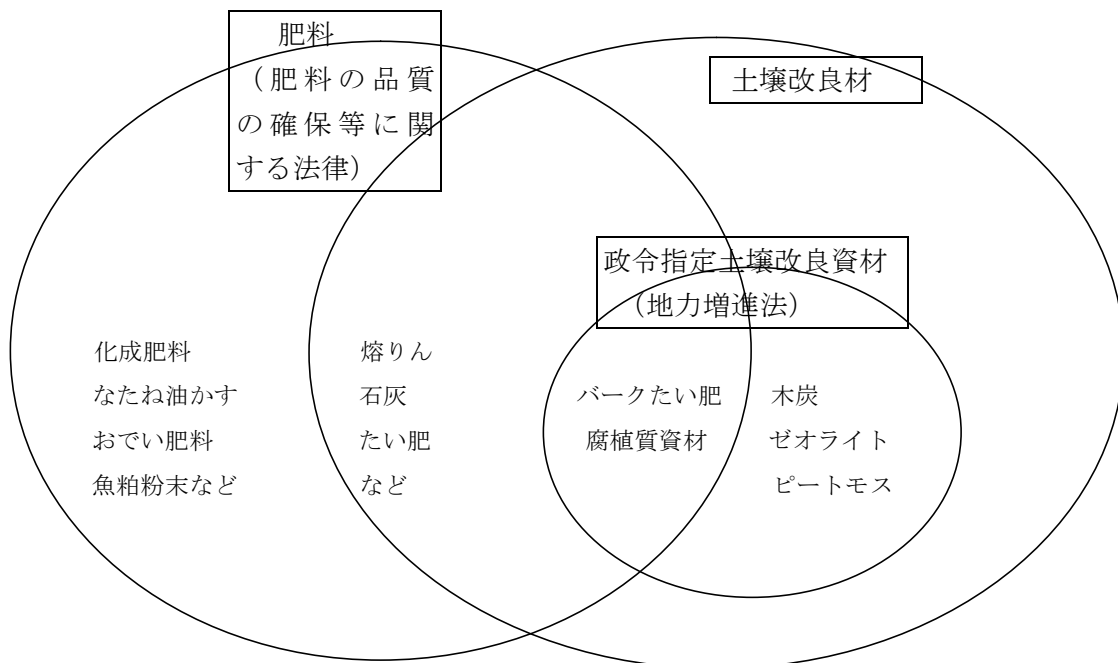 肥料
（肥料の品質
の確保等に関
する法律）
土壌改良材
政令指定土壌改良資材
（地力増進法）
化成肥料
なたね油かす
おでい肥料
魚粕粉末など
熔りん
石灰
たい肥
など
バークたい肥
腐植質資材
木炭
ゼオライト
ピートモス